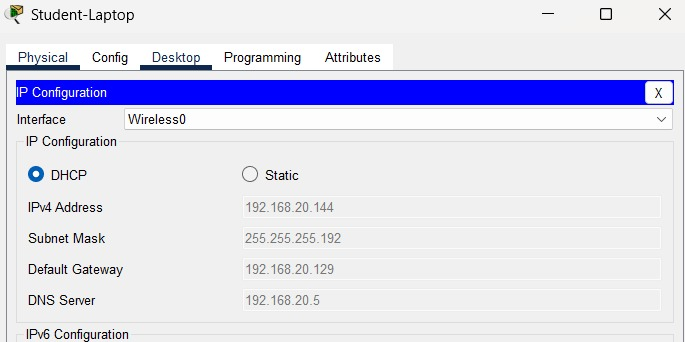 Student-Laptop
Physical Config Desktop Programming Attributes
IP Configuration X
Interface Wireless0
IP Configuration
DHCP Static
IPv4 Address 192.168.20.144
Subnet Mask 255.255.255.192
Default Gateway 192.168.20.129
DNS Server 192.168.20.5
IPv6 Configuration